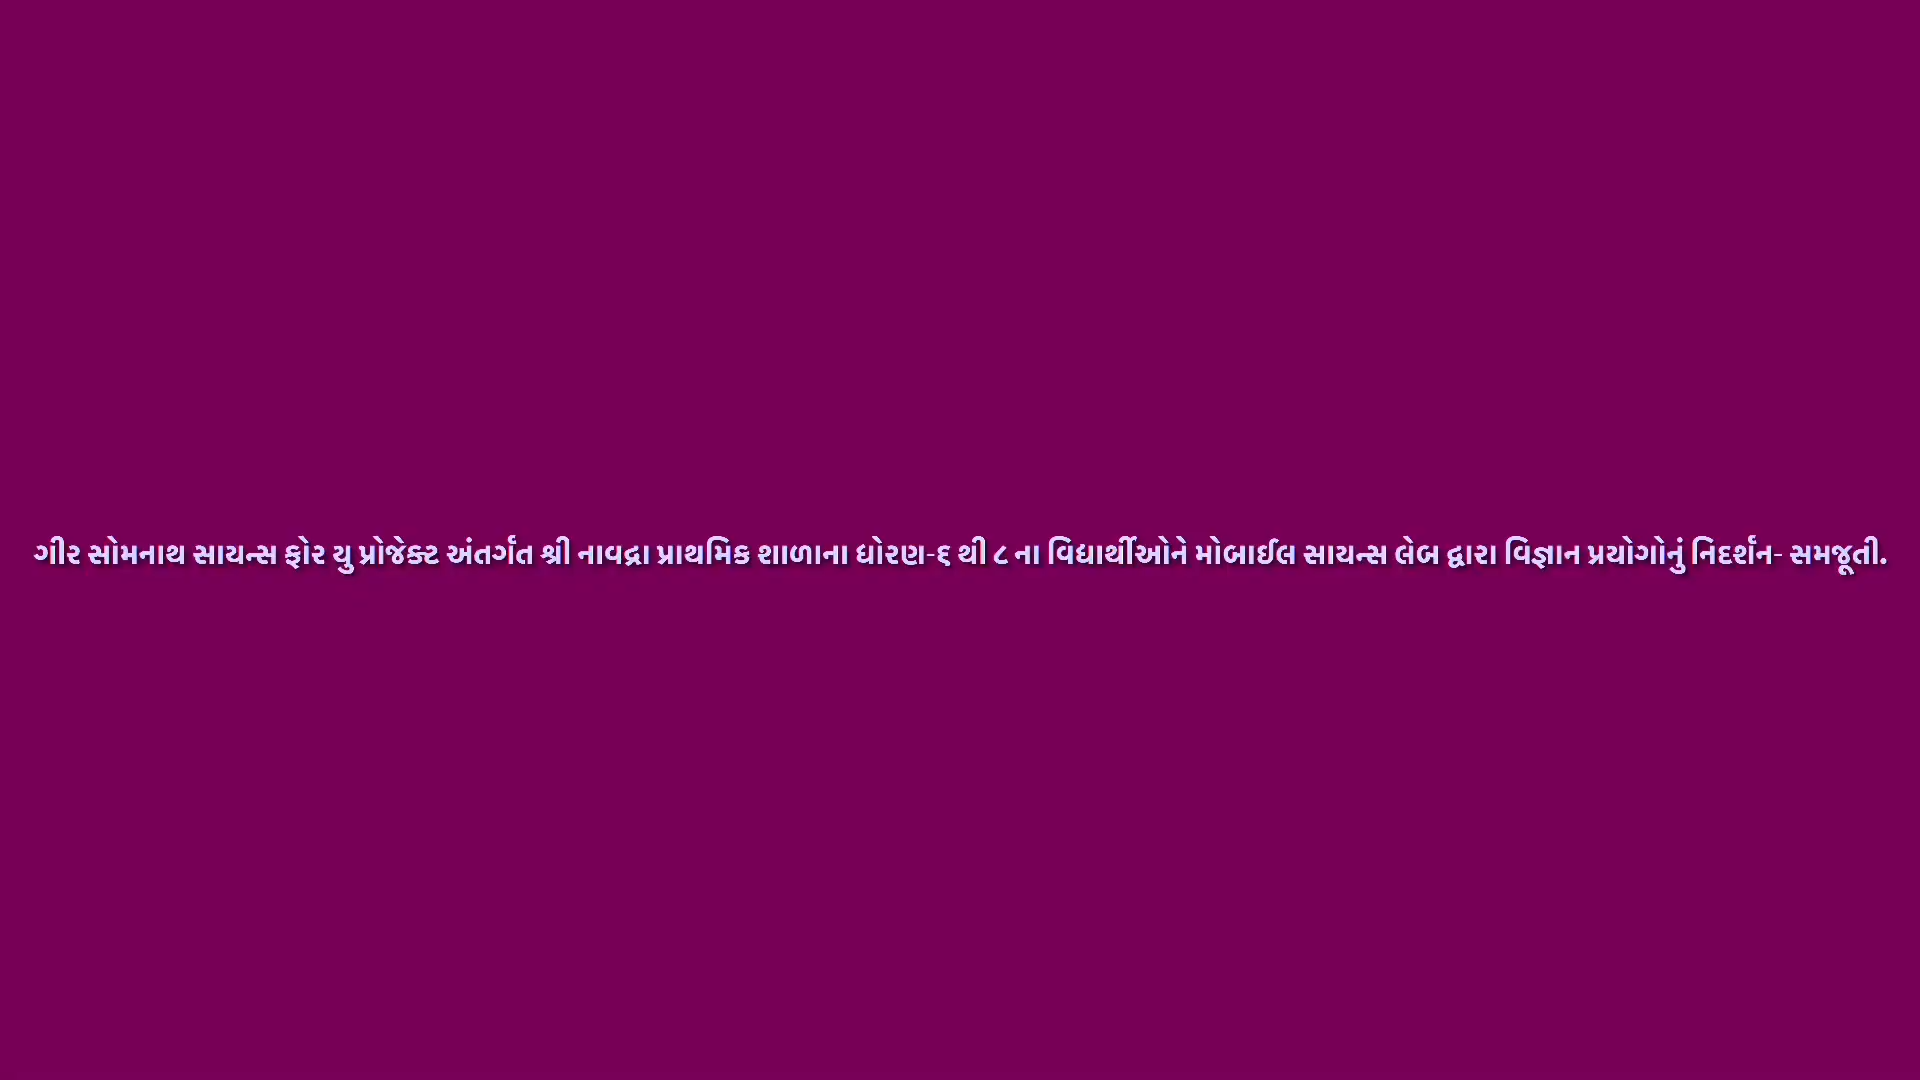 ગીર સોમનાથ સાયન્સ ફોર યુ પ્રોજેક્ટ અંતર્ગત શ્રી નાવદ્રા પ્રાથમિક શાળાના ધોરણ-૬ થી ૮ ના વિદ્યાર્થીઓને મોબાઈલ સાયન્સ લેબ દ્વારા વિજ્ઞાન પ્રયોગોનું નિદર્શન- સમજૂતી.